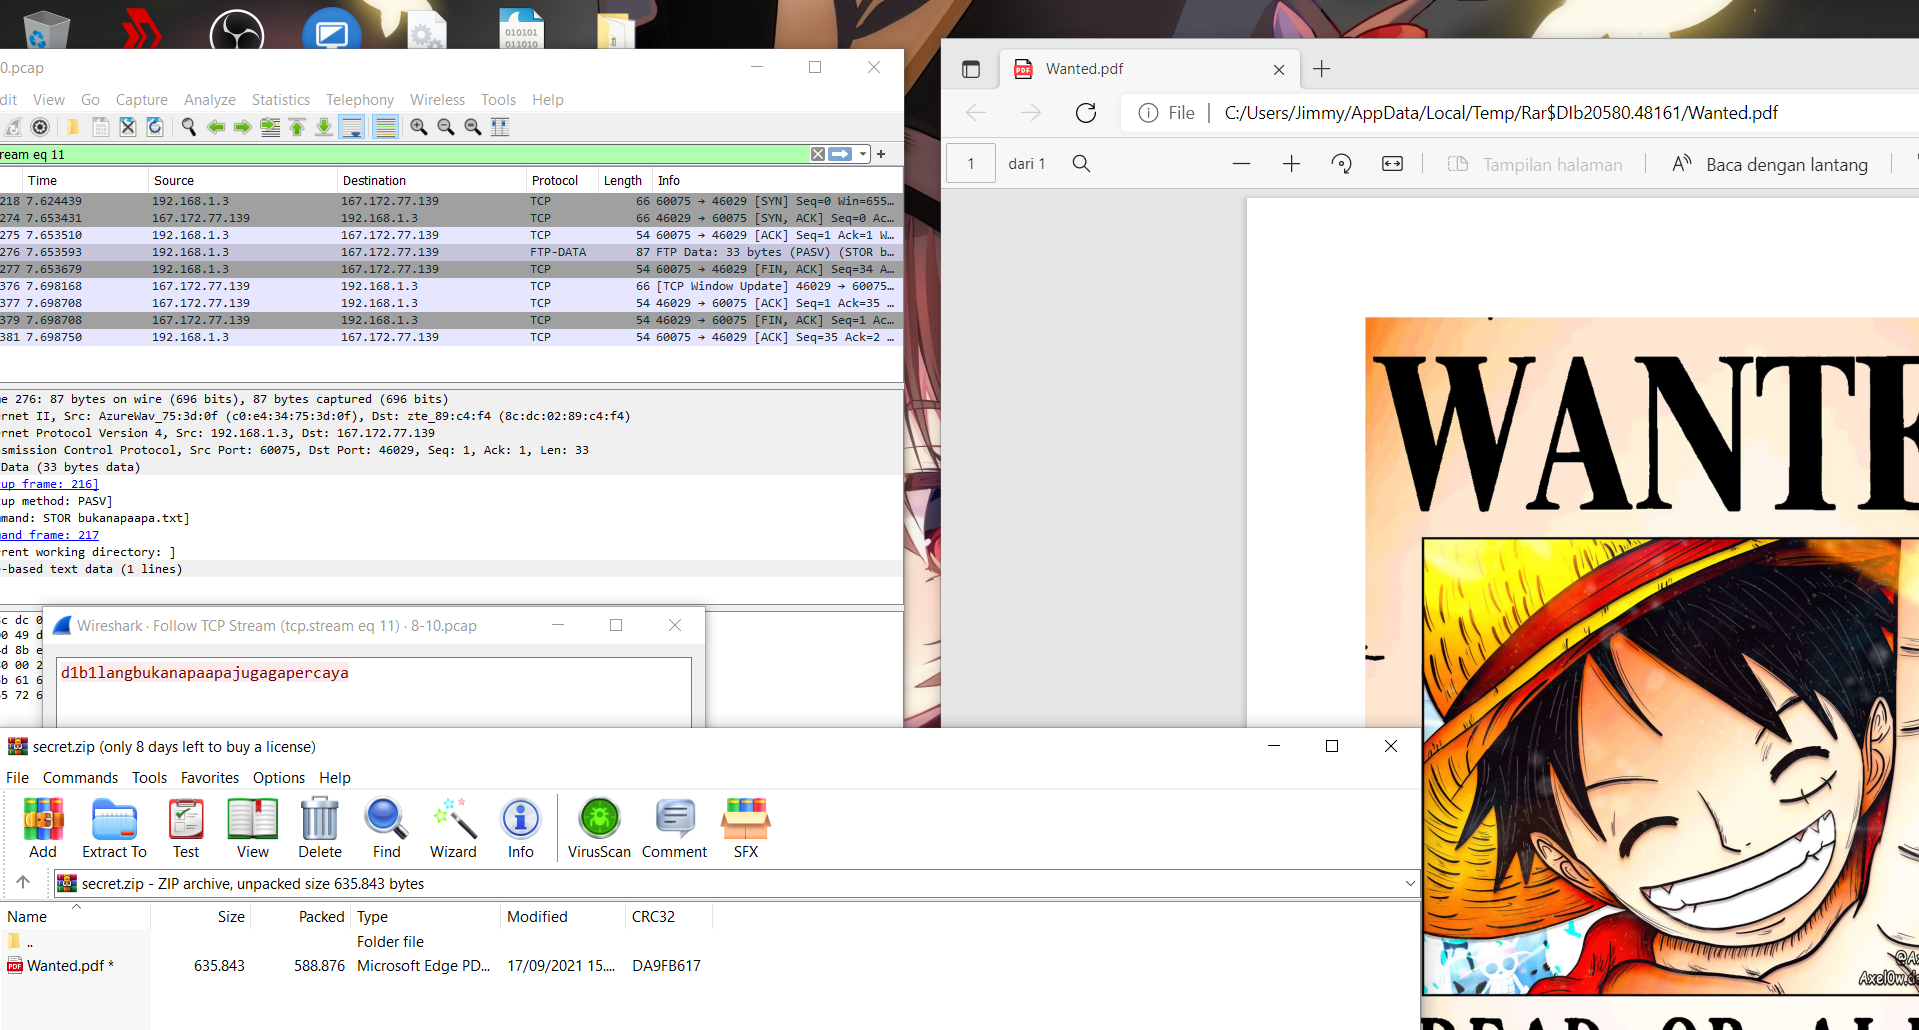 0.pcap
dit View Go Capture Analyze Statistics Telephony Wireless Tools Help
ream eq 11
Time Source Destination Protocol Length Info
218 7.624439 192.168.1.3 167.172.77.139 TCP 66 60075 → 46029 [SYN] Seq=0 Win=655…
274 7.653431 167.172.77.139 192.168.1.3 TCP 66 46029 → 60075 [SYN, ACK] Seq=0 Ac…
275 7.653510 192.168.1.3 167.172.77.139 TCP 54 60075 → 46029 [ACK] Seq=1 Ack=1 W…
276 7.653593 192.168.1.3 167.172.77.139 FTP-DATA 87 FTP Data: 33 bytes (PASV) (STOR b…
277 7.653679 192.168.1.3 167.172.77.139 TCP 54 60075 → 46029 [FIN, ACK] Seq=34 A…
376 7.698168 167.172.77.139 192.168.1.3 TCP 66 [TCP Window Update] 46029 → 60075…
377 7.698708 167.172.77.139 192.168.1.3 TCP 54 46029 → 60075 [ACK] Seq=1 Ack=35 …
379 7.698708 167.172.77.139 192.168.1.3 TCP 54 46029 → 60075 [FIN, ACK] Seq=1 Ac…
381 7.698750 192.168.1.3 167.172.77.139 TCP 54 60075 → 46029 [ACK] Seq=35 Ack=2 …
e 276: 87 bytes on wire (696 bits), 87 bytes captured (696 bits)
rnet II, Src: AzureWav_75:3d:0f (c0:e4:34:75:3d:0f), Dst: zte_89:c4:f4 (8c:dc:02:89:c4:f4)
rnet Protocol Version 4, Src: 192.168.1.3, Dst: 167.172.77.139
smission Control Protocol, Src Port: 60075, Dst Port: 46029, Seq: 1, Ack: 1, Len: 33
Data (33 bytes data)
up frame: 216]
up method: PASV]
mand: STOR bukanapaapa.txt]
mand frame: 217
rent working directory: ]
-based text data (1 lines)
c dc 0
0 49 d
d 8b e
0 00 2
b 61 6
5 72 6
Wireshark · Follow TCP Stream (tcp.stream eq 11) · 8-10.pcap
d1b1langbukanapaapajugagapercaya
Wanted.pdf
File C:/Users/Jimmy/AppData/Local/Temp/Rar$DIb20580.48161/Wanted.pdf
1 dari 1 Tampilan halaman Baca dengan lantang
WANTE
@Ax
Axel0w.d
DEAD OR AL
secret.zip (only 8 days left to buy a license)
File Commands Tools Favorites Options Help
Add Extract To Test View Delete Find Wizard Info VirusScan Comment SFX
secret.zip - ZIP archive, unpacked size 635.843 bytes
Name Size Packed Type Modified CRC32
.. Folder file
Wanted.pdf * 635.843 588.876 Microsoft Edge PD... 17/09/2021 15.... DA9FB617
010101
011010